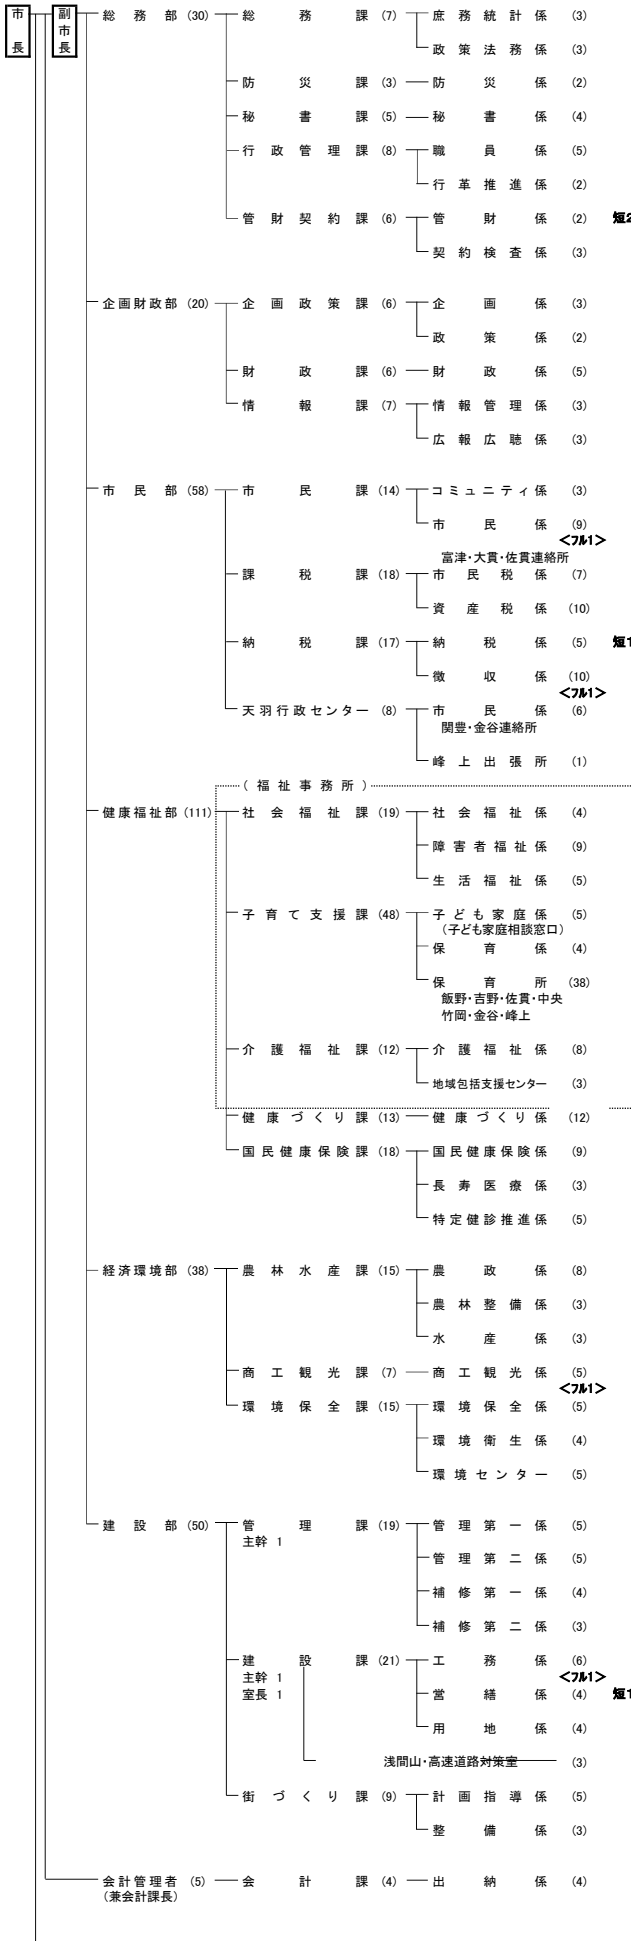 市長 副市長 総務部 (30) 総務課 (7) 庶務統計係 (3)
政策法務係 (3)
防災課 (3) 防災係 (2)
秘書課 (5) 秘書係 (4)
行政管理課 (8) 職員係 (5)
行革推進係 (2)
管財契約課 (6) 管財係 (2) 短2
契約検査係 (3)
企画財政部 (20) 企画政策課 (6) 企画係 (3)
政策係 (2)
財政課 (6) 財政係 (5)
情報課 (7) 情報管理係 (3)
広報広聴係 (3)
市民部 (58) 市民課 (14) コミュニティ係 (3)
市民係 (9)
<フル1>
富津・大貫・佐貫連絡所
課税課 (18) 市民税係 (7)
資産税係 (10)
納税課 (17) 納税係 (5) 短1
徴収係 (10)
<フル1>
天羽行政センター (8) 市民係 (6)
関豊・金谷連絡所
峰上出張所 (1)
(福祉事務所)
健康福祉部 (111) 社会福祉課 (19) 社会福祉係 (4)
障害者福祉係 (9)
生活福祉係 (5)
子育て支援課 (48) 子ども家庭係 (5)
(子ども家庭相談窓口)
保育係 (4)
保育所 (38)
飯野・吉野・佐貫・中央
竹岡・金谷・峰上
介護福祉課 (12) 介護福祉係 (8)
地域包括支援センター (3)
健康づくり課 (13) 健康づくり係 (12)
国民健康保険課 (18) 国民健康保険係 (9)
長寿医療係 (3)
特定健診推進係 (5)
経済環境部 (38) 農林水産課 (15) 農政係 (8)
農林整備係 (3)
水産係 (3)
商工観光課 (7) 商工観光係 (5)
<フル1>
環境保全課 (15) 環境保全係 (5)
環境衛生係 (4)
環境センター (5)
建設部 (50) 管理課 (19) 管理第一係 (5)
主幹 1
管理第二係 (5)
補修第一係 (4)
補修第二係 (3)
建設課 (21) 工務係 (6)
主幹 1 <フル1>
室長 1 営繕係 (4) 短1
用地係 (4)
浅間山・高速道路対策室 (3)
街づくり課 (9) 計画指導係 (5)
整備係 (3)
会計管理者 (5) 会計課 (4) 出納係 (4)
(兼会計課長)